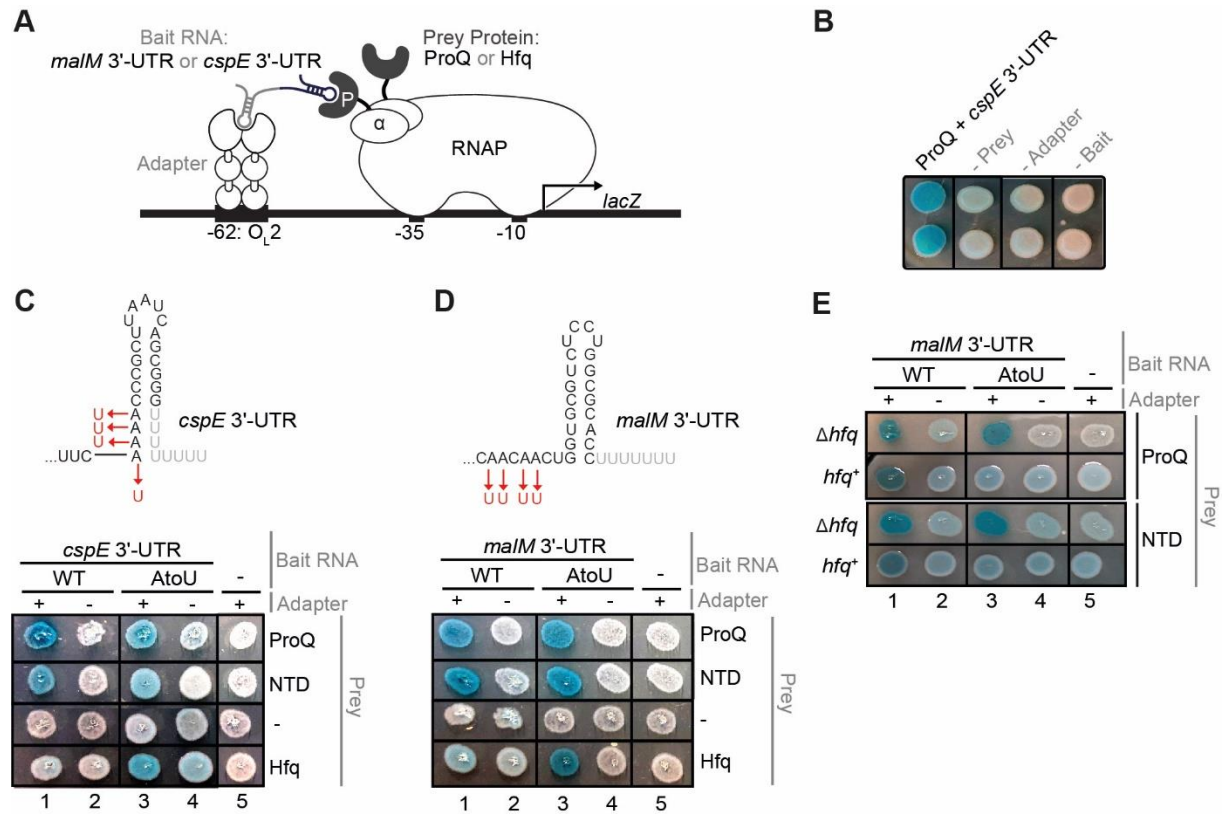 A
Bait RNA:
malM 3'-UTR or cspE 3'-UTR
Prey Protein:
ProQ or Hfq
P
α
RNAP
Adapter
lacZ
-62: OL2
-35
-10
B
ProQ + cspE 3'-UTR
- Prey
- Adapter
- Bait
C
A A
A U
U C
U A
C G
G C
C G
C G
C G
U A U
U A U
U A U
...UUC A UUUUU
U
cspE 3'-UTR
cspE 3'-UTR
WT AtoU -
Bait RNA
+ - + - +
Adapter
ProQ
NTD
-
Hfq
Prey
1 2 3 4 5
D
C C
U U
C G
U G
G C
C G
G C
U A
G C
...CAACAACUG CUUUUUUU
UU UU
malM 3'-UTR
malM 3'-UTR
WT AtoU -
Bait RNA
+ - + - +
Adapter
ProQ
NTD
-
Hfq
Prey
1 2 3 4 5
E
malM 3'-UTR
WT AtoU -
Bait RNA
+ - + - +
Adapter
Δhfq
hfq+
ProQ
Δhfq
hfq+
NTD
Prey
1 2 3 4 5